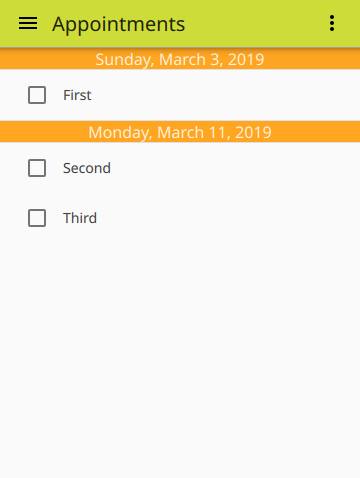 Appointments
Sunday, March 3, 2019
First
Monday, March 11, 2019
Second
Third